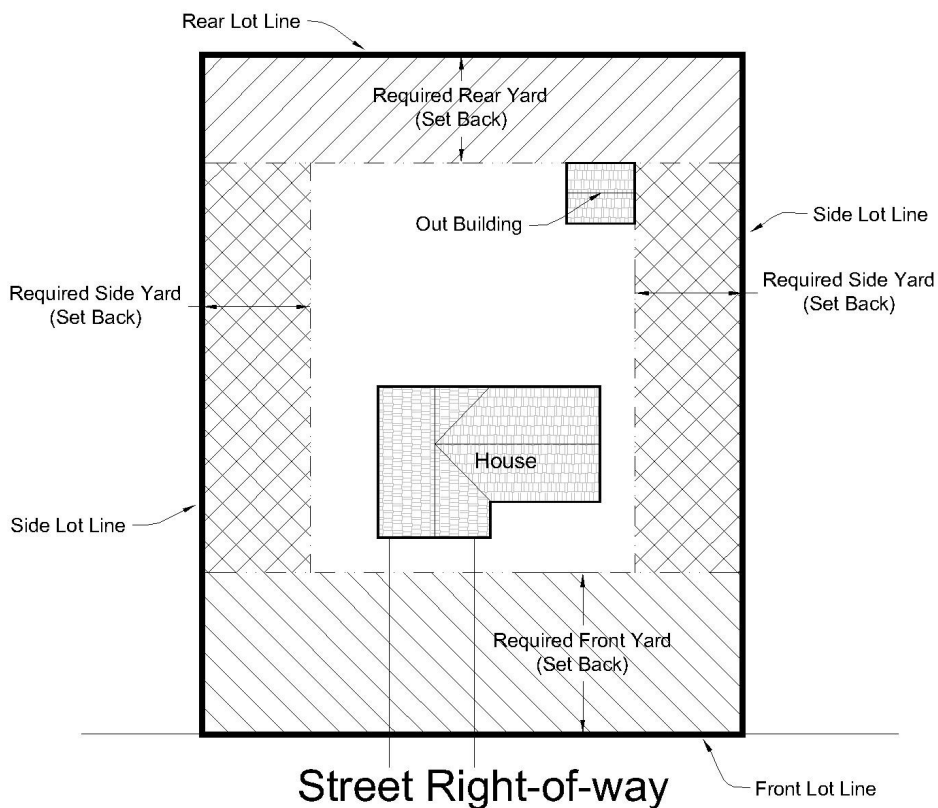 Rear Lot Line
Required Rear Yard
(Set Back)
Out Building
Side Lot Line
Required Side Yard
(Set Back)
Required Side Yard
(Set Back)
House
Side Lot Line
Required Front Yard
(Set Back)
Street Right-of-way
Front Lot Line